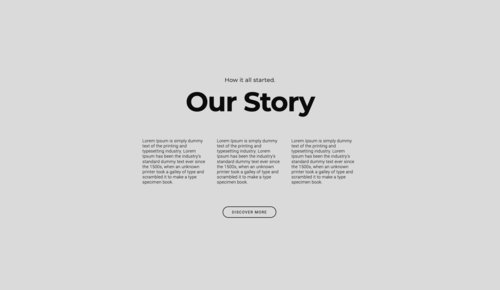 How it all started.
Our Story
Lorem Ipsum is simply dummy
text of the printing and
typesetting industry. Lorem
Ipsum has been the industry's
standard dummy text ever since
the 1500s, when an unknown
printer took a galley of type and
scrambled it to make a type
specimen book.
Lorem Ipsum is simply dummy
text of the printing and
typesetting industry. Lorem
Ipsum has been the industry's
standard dummy text ever since
the 1500s, when an unknown
printer took a galley of type and
scrambled it to make a type
specimen book.
Lorem Ipsum is simply dummy
text of the printing and
typesetting industry. Lorem
Ipsum has been the industry's
standard dummy text ever since
the 1500s, when an unknown
printer took a galley of type and
scrambled it to make a type
specimen book.
DISCOVER MORE